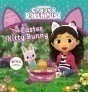 GABBY'S
DOLLHOUSE
The Easter
Kitty Bunny